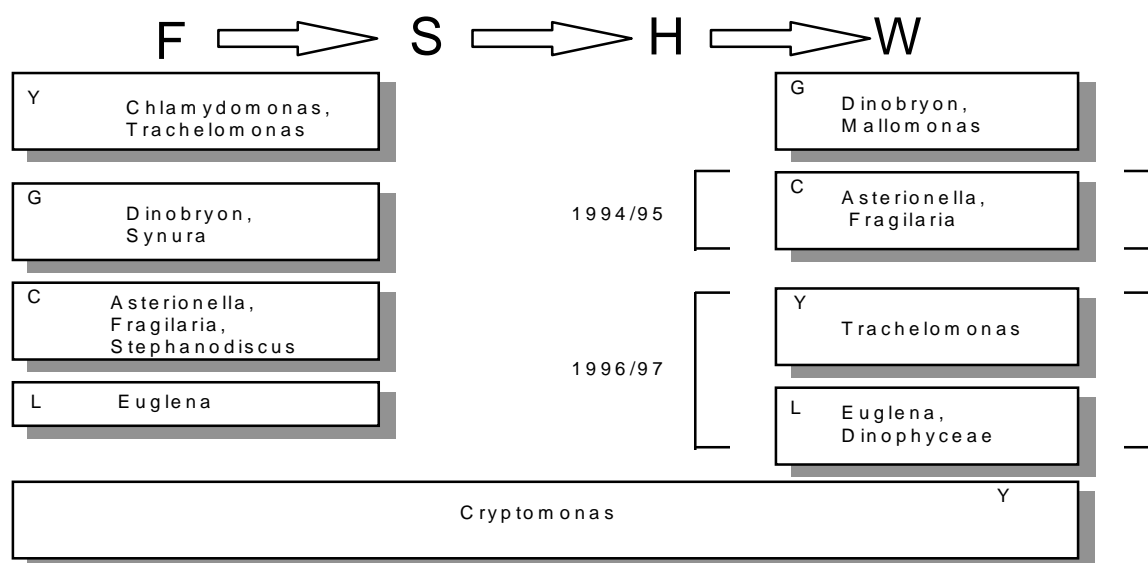 F S H W
Y
Chlamydomonas,
Trachelomonas
G
Dinobryon,
Synura
C
Asterionella,
Fragilaria,
Stephanodiscus
L Euglena
G
Dinobryon,
Mallomonas
1994/95
C
Asterionella,
Fragilaria
1996/97
Y
Trachelomonas
L
Euglena,
Dinophyceae
Y
Cryptomonas